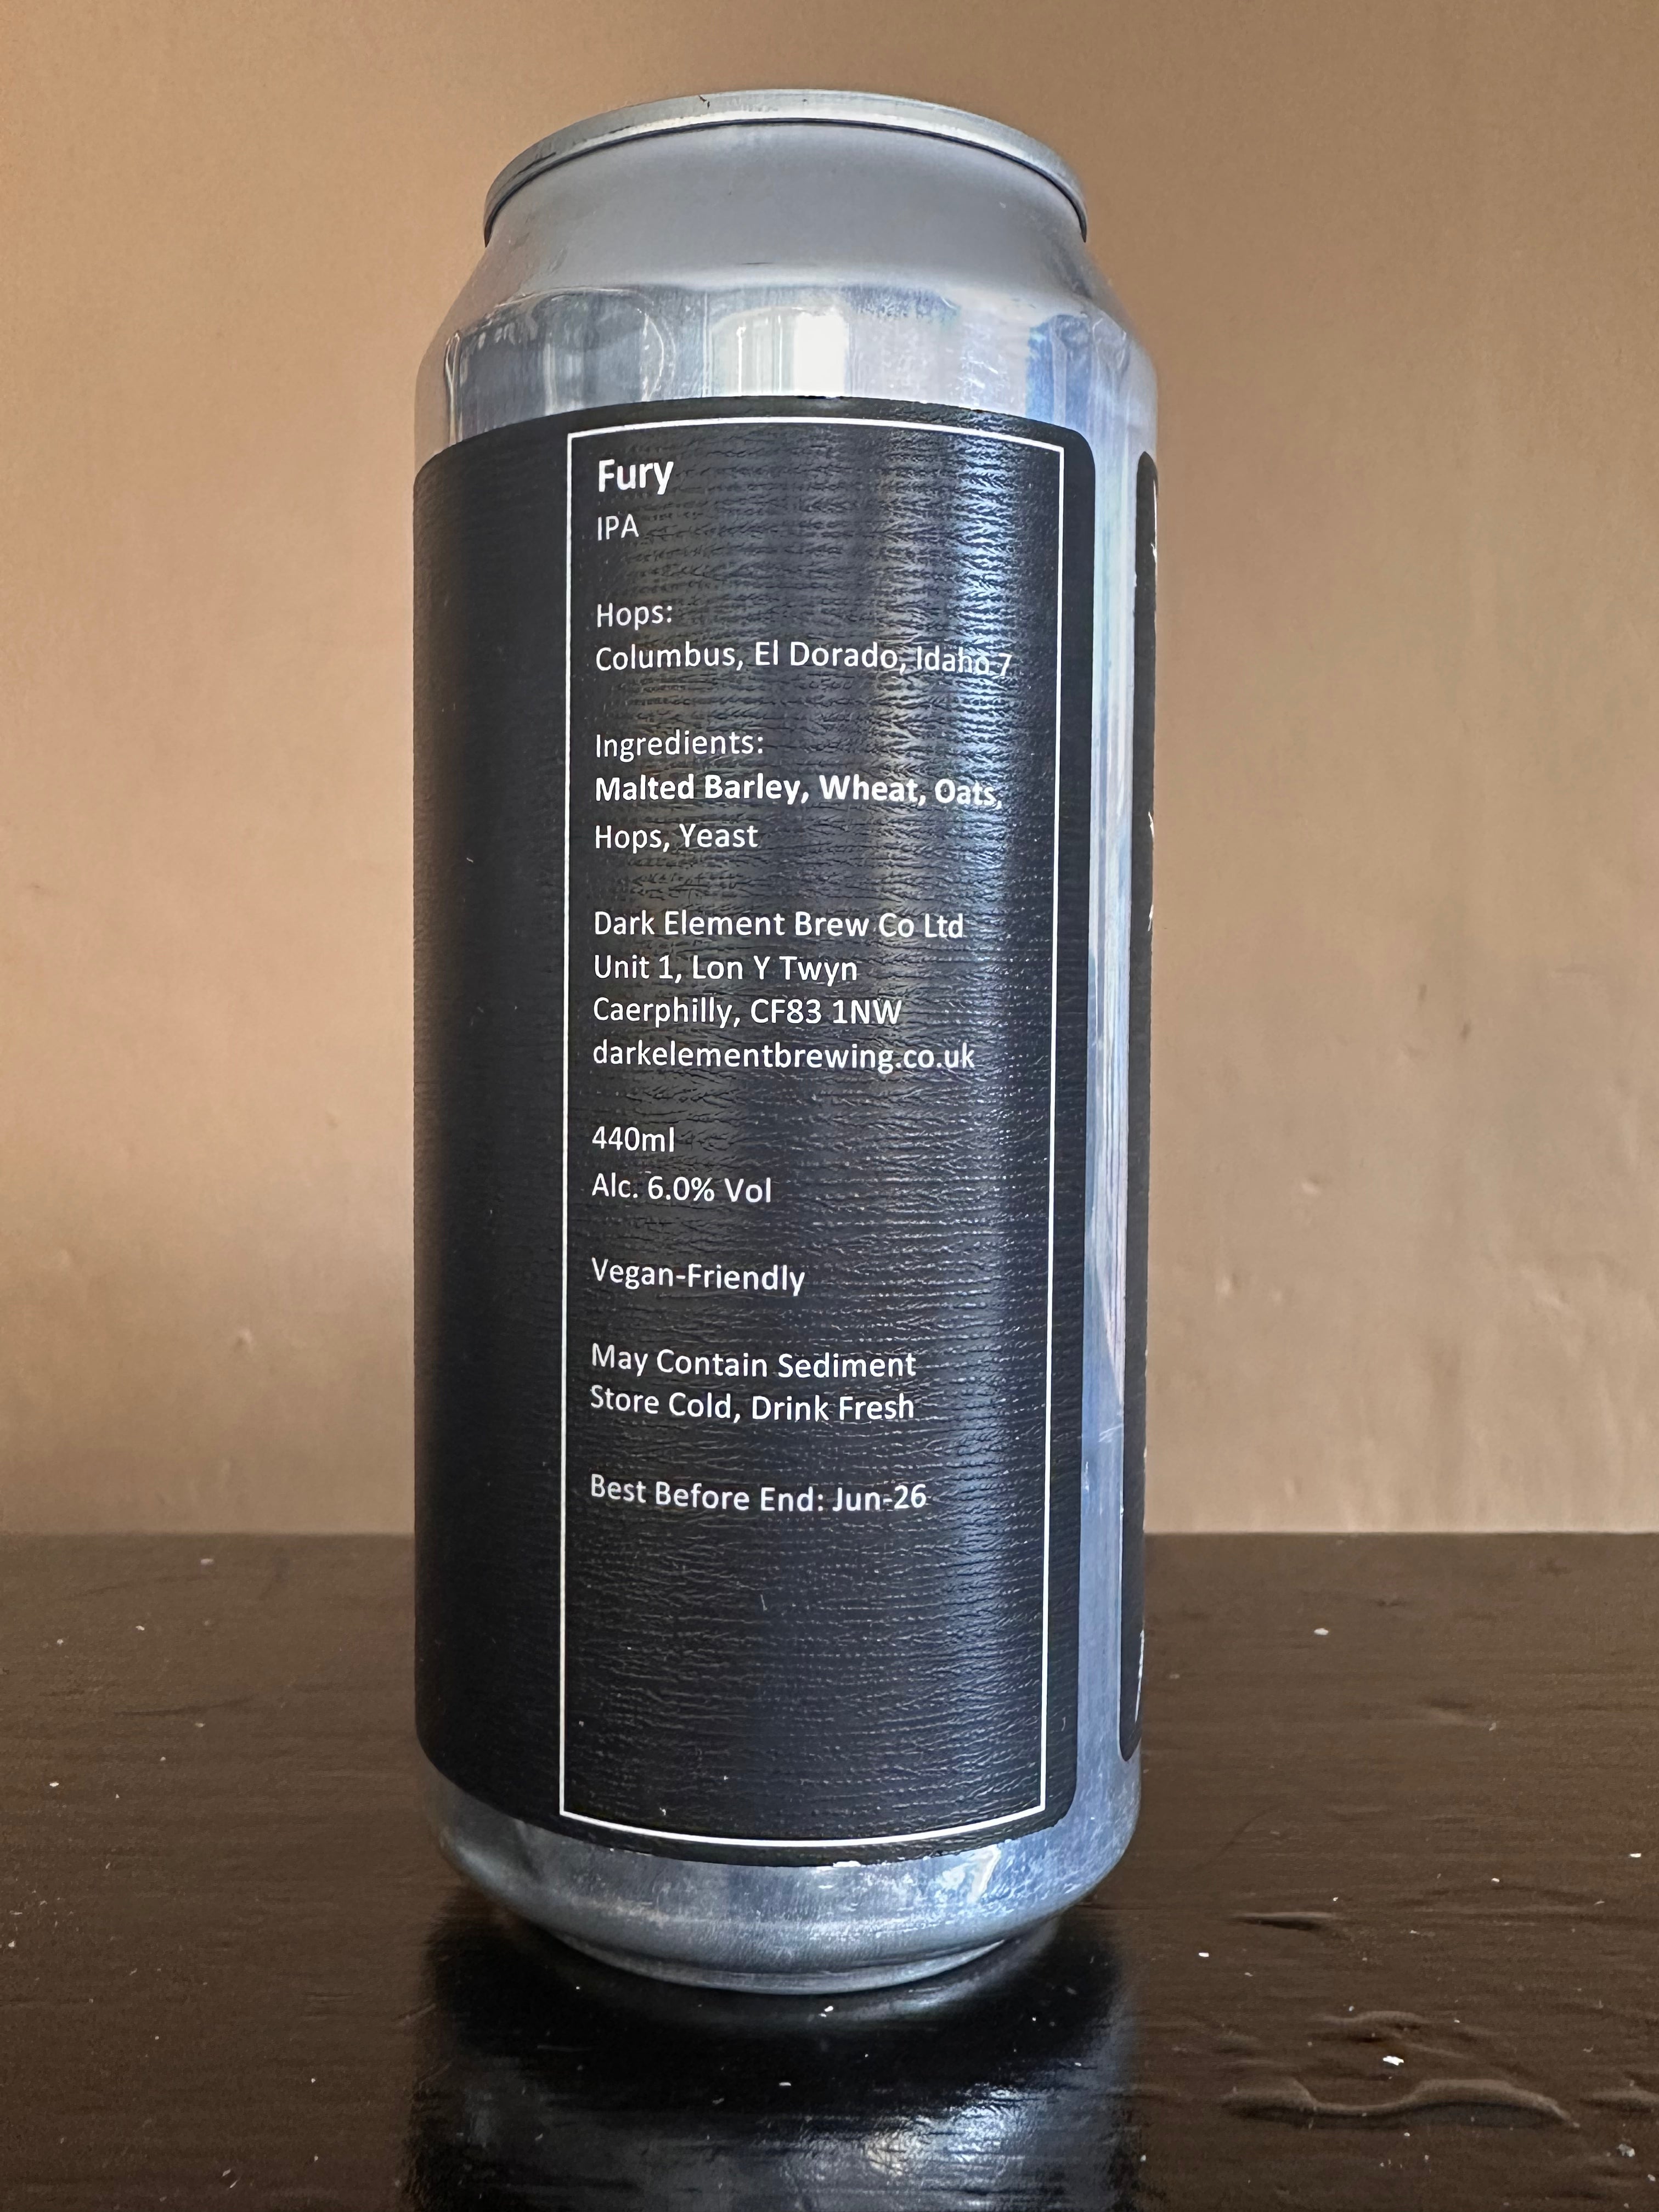 Fury
IPA
Hops:
Columbus, El Dorado, Idaho 7
Ingredients:
Malted Barley, Wheat, Oats,
Hops, Yeast
Dark Element Brew Co Ltd
Unit 1, Lon Y Twyn
Caerphilly, CF83 1NW
darkelementbrewing.co.uk
440ml
Alc. 6.0% Vol
Vegan-Friendly
May Contain Sediment
Store Cold, Drink Fresh
Best Before End: Jun-26